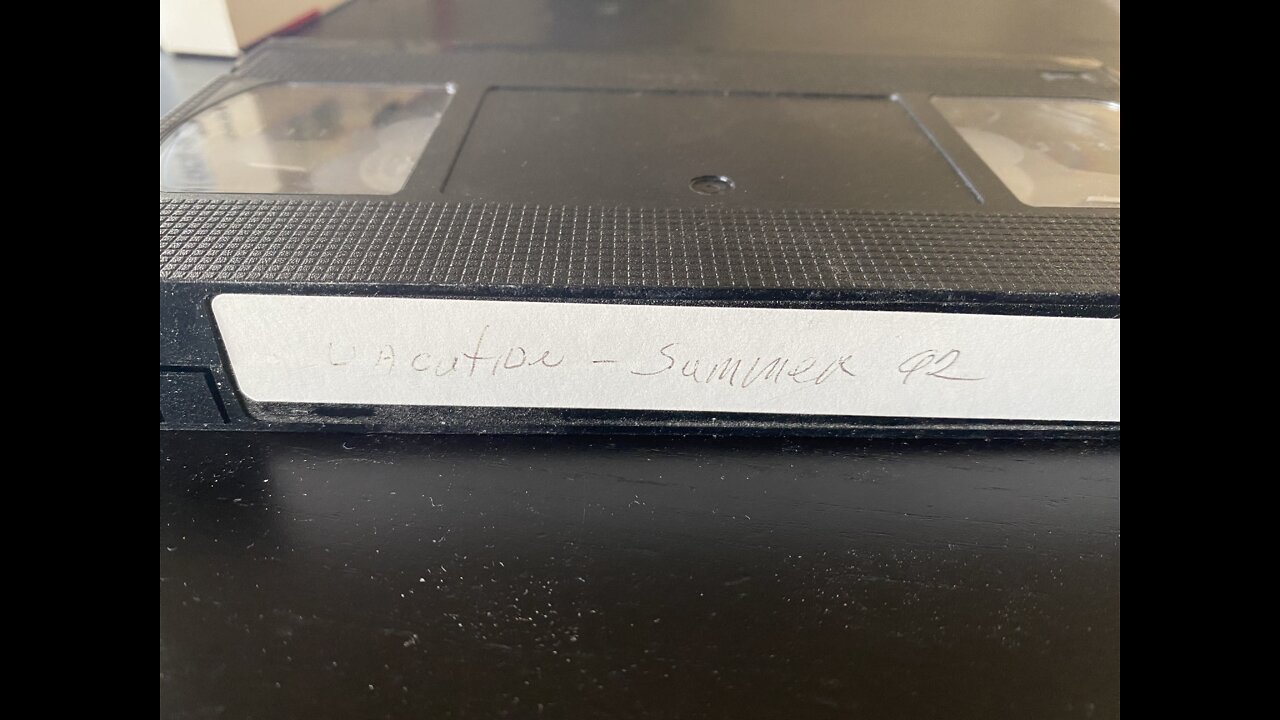 Vacation - Summer 92